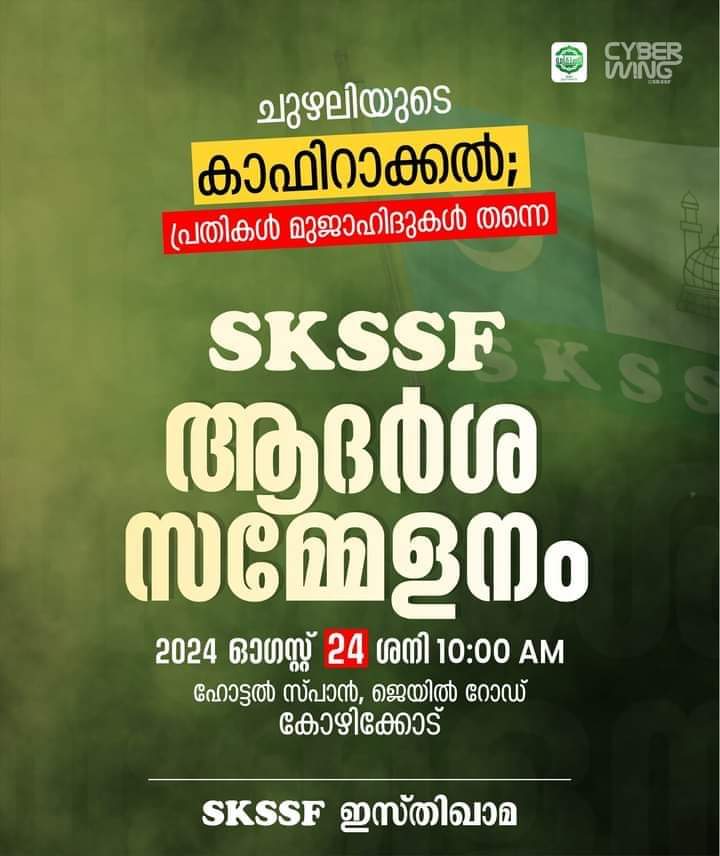 CYBER
WING
ചുഴലിയുടെ
കാഫിറാക്കൽ;
പ്രതികൾ മുജാഹിദുകൾ തന്നെ
SKSSF
SKSSF
ആദർശ
സമ്മേളനം
2024 ഓഗസ്റ്റ് 24 ശനി 10:00 AM
ഹോട്ടൽ സ്പാൻ, ജെയിൽ റോഡ്
കോഴിക്കോട്
SKSSF ഇസ്തിഖാമ